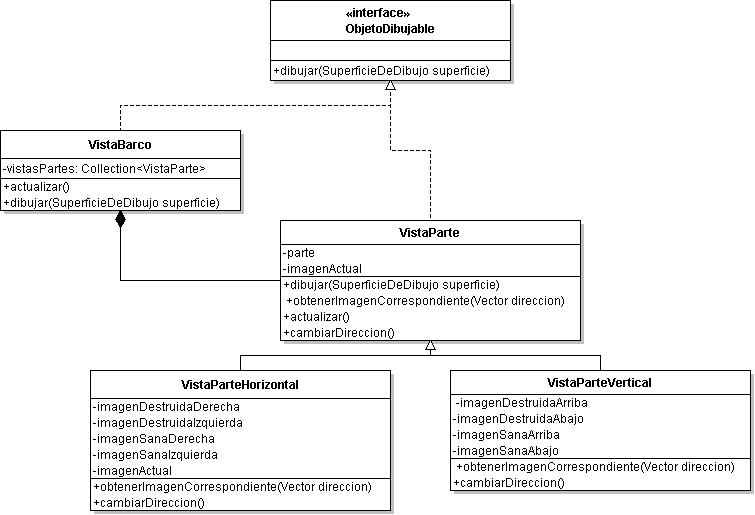 «interface»
ObjetoDibujable
+dibujar(SuperficieDeDibujo superficie)
VistaBarco
-vistasPartes: Collection<VistaParte>
+actualizar()
+dibujar(SuperficieDeDibujo superficie)
VistaParte
-parte
-imagenActual
+dibujar(SuperficieDeDibujo superficie)
+obtenerImagenCorrespondiente(Vector direccion)
+actualizar()
+cambiarDireccion()
VistaParteHorizontal
-imagenDestruidaDerecha
-imagenDestruidaIzquierda
-imagenSanaDerecha
-imagenSanaIzquierda
-imagenActual
+obtenerImagenCorrespondiente(Vector direccion)
+cambiarDireccion()
VistaParteVertical
-imagenDestruidaArriba
-imagenDestruidaAbajo
-imagenSanaArriba
-imagenSanaAbajo
+obtenerImagenCorrespondiente(Vector direccion)
+cambiarDireccion()